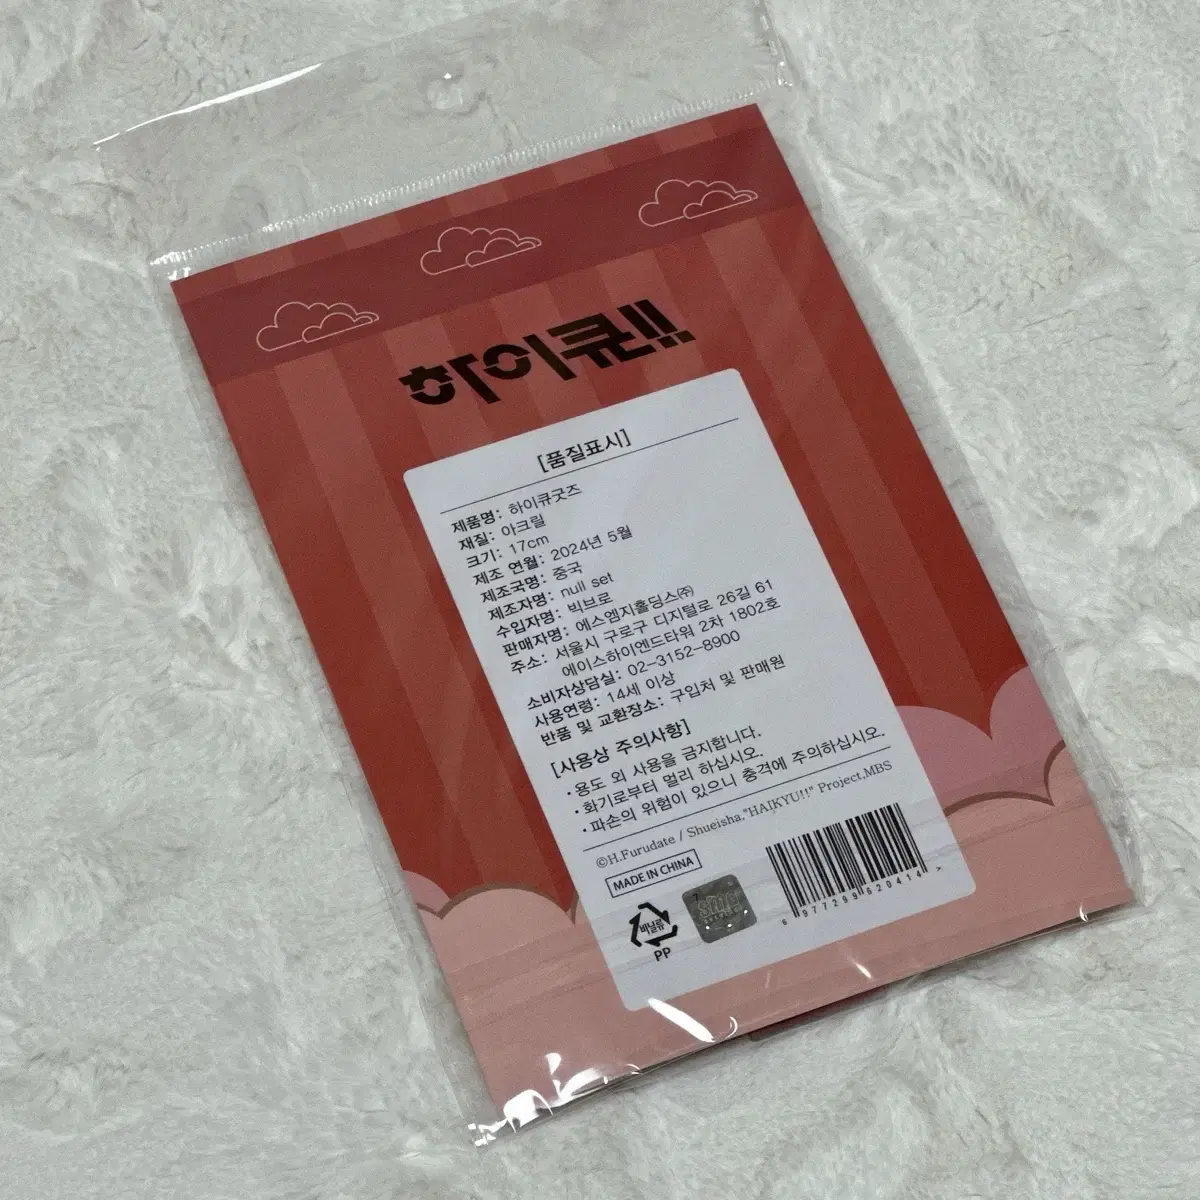 하이큐!!
[품질표시]
제품명: 하이큐굿즈
재질: 아크릴
크기: 17cm
제조 연월: 2024년 5월
제조국명: 중국
제조자명: null set
수입자명: 빅브로
판매자명: 에스엠지홀딩스㈜
주소: 서울시 구로구 디지털로 26길 61
에이스하이엔드타워 2차 1802호
소비자상담실: 02-3152-8900
사용연령: 14세 이상
반품 및 교환장소: 구입처 및 판매원
[사용상 주의사항]
·용도 외 사용을 금지합니다.
·화기로부터 멀리 하십시오.
·파손의 위험이 있으니 충격에 주의하십시오.
©H.Furudate / Shueisha,"HAIKYU!!" Project,MBS
MADE IN CHINA
비닐류
PP
6 977299 620414 >